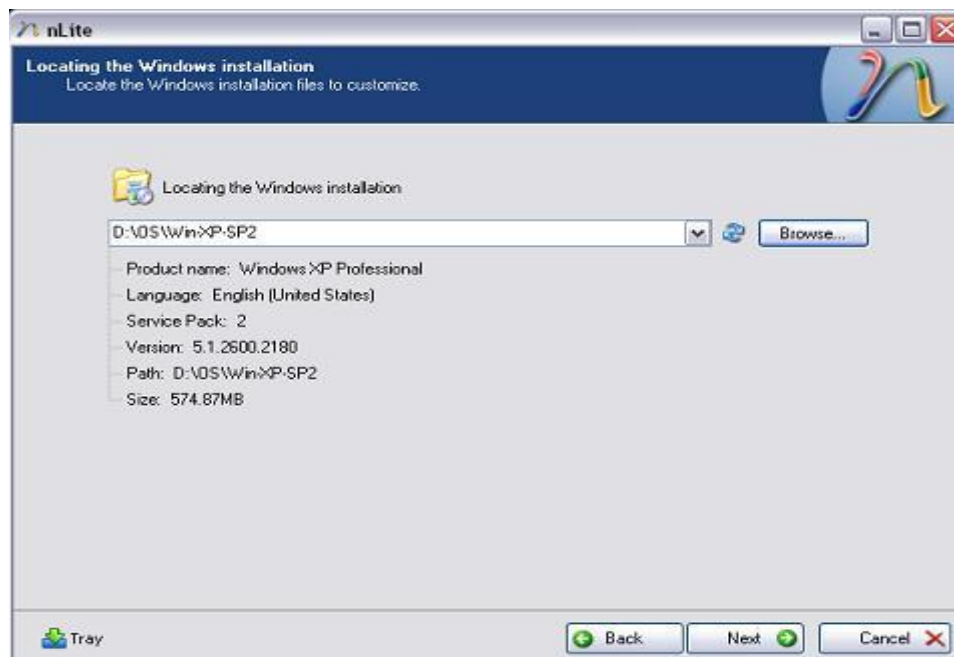 nLite
Locating the Windows installation
Locate the Windows installation files to customize.
Locating the Windows installation
D:\OS\Win-XP-SP2
Browse...
Product name: Windows XP Professional
Language: English (United States)
Service Pack: 2
Version: 5.1.2600.2180
Path: D:\OS\Win-XP-SP2
Size: 574.87MB
Tray
Back
Next
Cancel